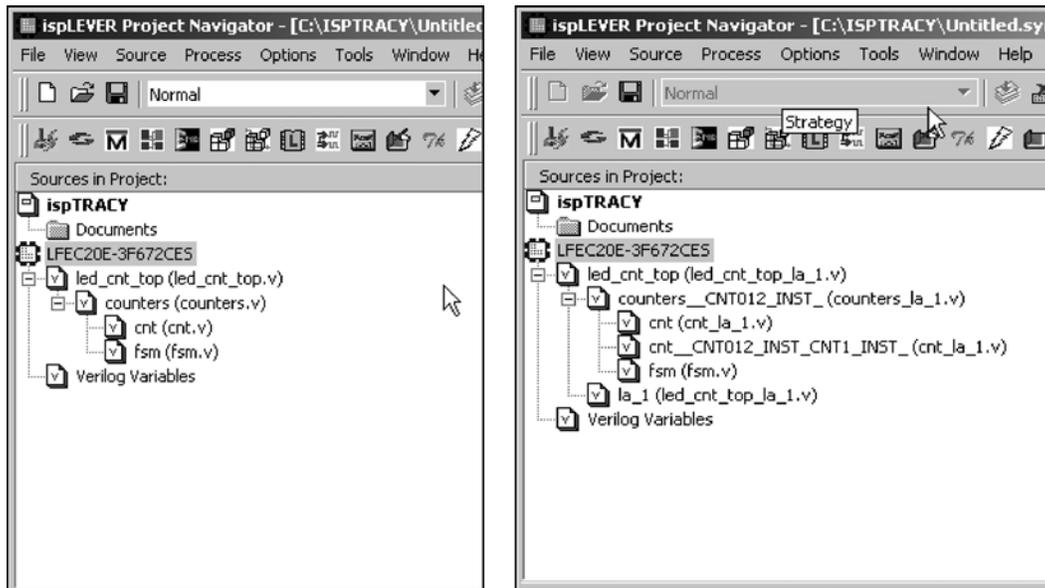 ispLEVER Project Navigator - [C:\ISPTRACY\Untitled
File View Source Process Options Tools Window He
Normal
Sources in Project:
ispTRACY
Documents
LFEC20E-3F672CES
led_cnt_top (led_cnt_top.v)
counters (counters.v)
cnt (cnt.v)
fsm (fsm.v)
Verilog Variables
ispLEVER Project Navigator - [C:\ISPTRACY\Untitled.sy
File View Source Process Options Tools Window Help
Normal
Strategy
Sources in Project:
ispTRACY
Documents
LFEC20E-3F672CES
led_cnt_top (led_cnt_top_la_1.v)
counters__CNT012_INST_ (counters_la_1.v)
cnt (cnt_la_1.v)
cnt__CNT012_INST_CNT1_INST_ (cnt_la_1.v)
fsm (fsm.v)
la_1 (led_cnt_top_la_1.v)
Verilog Variables